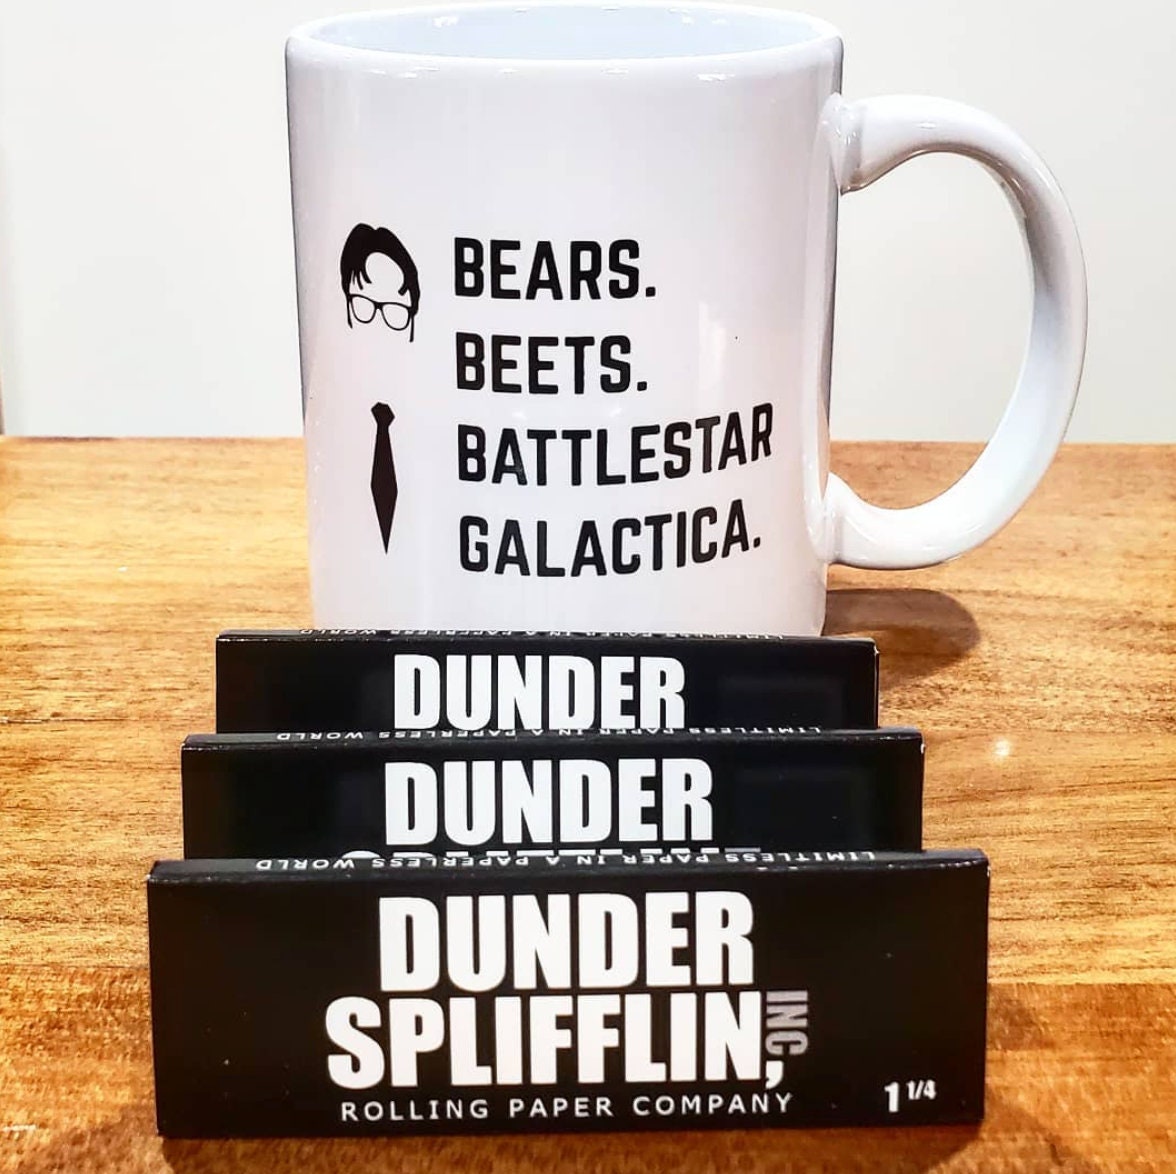 BEARS.
BEETS.
BATTLESTAR
GALACTICA.
LIMITLESS PAPER IN A PAPERLESS WORLD
DUNDER
LIMITLESS PAPER IN A PAPERLESS WORLD
DUNDER
LIMITLESS PAPER IN A PAPERLESS WORLD
DUNDER
SPLIFFLIN, INC
ROLLING PAPER COMPANY
1 1/4